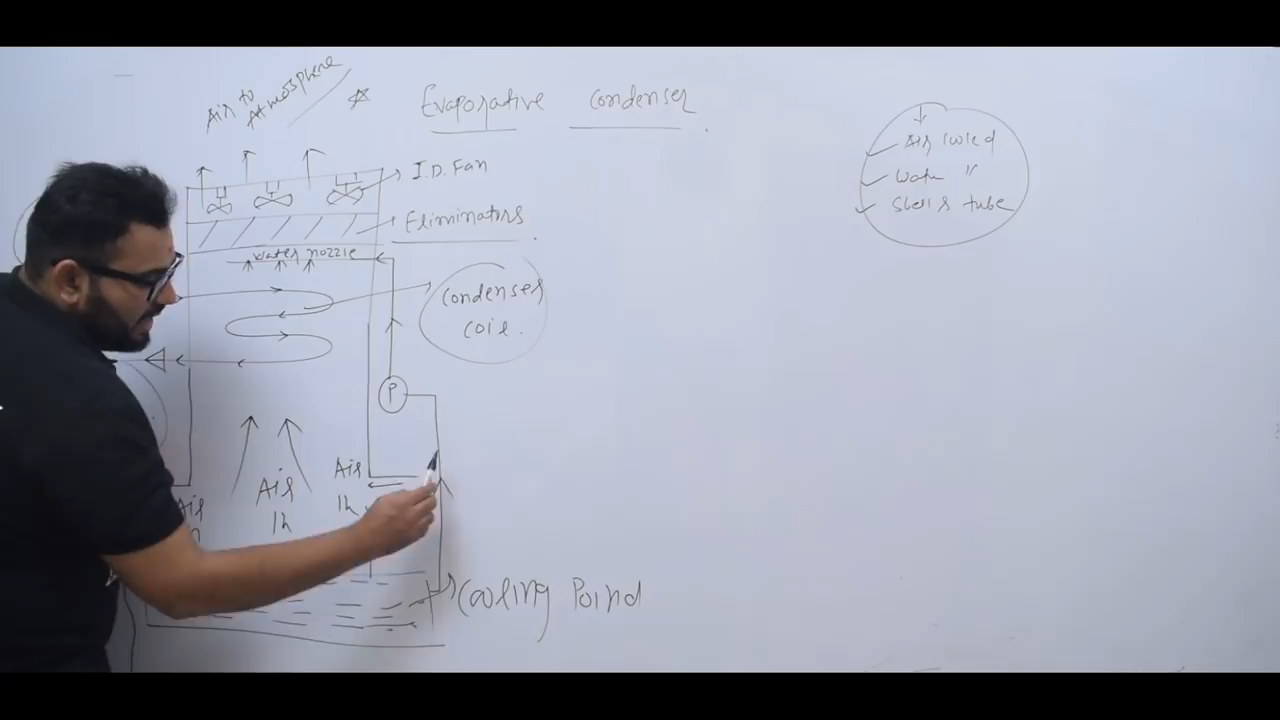 Air to
Atmosphere
Evaporative Condenser
I.D. Fan
Eliminators
water nozzle
Condenser
coil.
P
Air
Air
In
Air
In
Cooling Poind
Air Cooled
Water "
Shell & tube